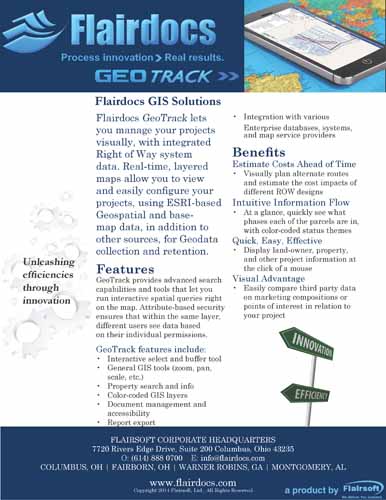 Flairdocs
Process innovation > Real results.
GEOTRACK >>
Flairdocs GIS Solutions
Flairdocs GeoTrack lets
you manage your projects
visually, with integrated
Right of Way system
data. Real-time, layered
maps allow you to view
and easily configure your
projects, using ESRI-based
Geospatial and base-
map data, in addition to
other sources, for Geodata
collection and retention.
Unleashing
efficiencies
through
innovation
Features
GeoTrack provides advanced search
capabilities and tools that let you
run interactive spatial queries right
on the map. Attribute-based security
ensures that within the same layer,
different users see data based
on their individual permissions.
GeoTrack features include:
• Interactive select and buffer tool
• General GIS tools (zoom, pan,
scale, etc.)
• Property search and info
• Color-coded GIS layers
• Document management and
accessibility
• Report export
• Integration with various
Enterprise databases, systems,
and map service providers
Benefits
Estimate Costs Ahead of Time
• Visually plan alternate routes
and estimate the cost impacts of
different ROW designs
Intuitive Information Flow
• At a glance, quickly see what
phases each of the parcels are in,
with color-coded status themes
Quick, Easy, Effective
• Display land-owner, property,
and other project information at
the click of a mouse
Visual Advantage
• Easily compare third party data
on marketing compositions or
points of interest in relation to
your project
INNOVATION
EFFICIENCY
FLAIRSOFT CORPORATE HEADQUARTERS
7720 Rivers Edge Drive, Suite 200 Columbus, Ohio 43235
O: (614) 888 0700 E: info@flairdocs.com
COLUMBUS, OH | FAIRBORN, OH | WARNER ROBINS, GA | MONTGOMERY, AL
www.flairdocs.com
Copyright 2014 Flairsoft, Ltd. All Rights Reserved
a product by Flairsoft
We Deliver. I.T. Matters!